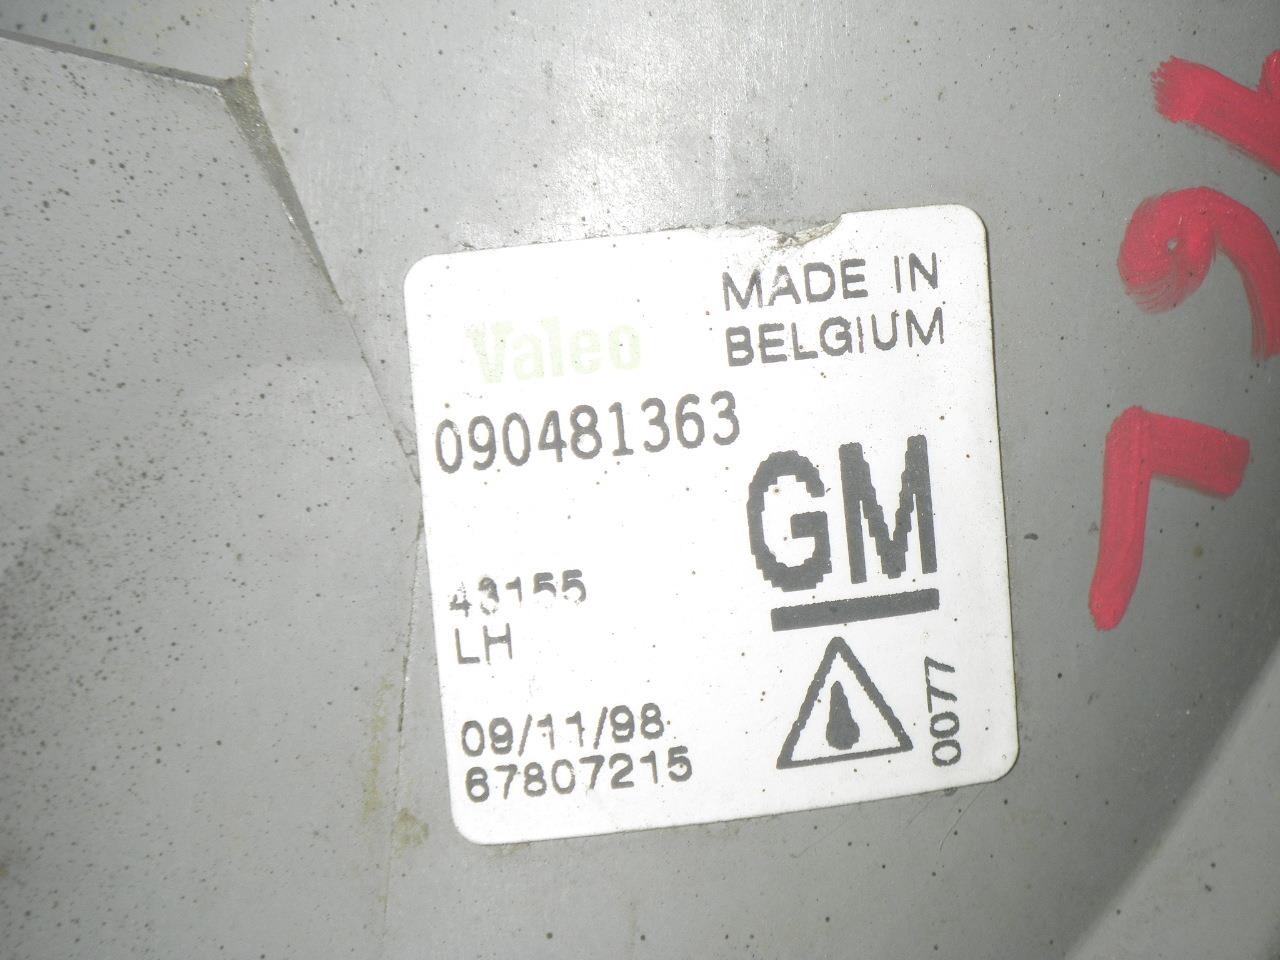 Valeo
MADE IN
BELGIUM
090481363
GM
43155
LH
09/11/98
67807215
0077